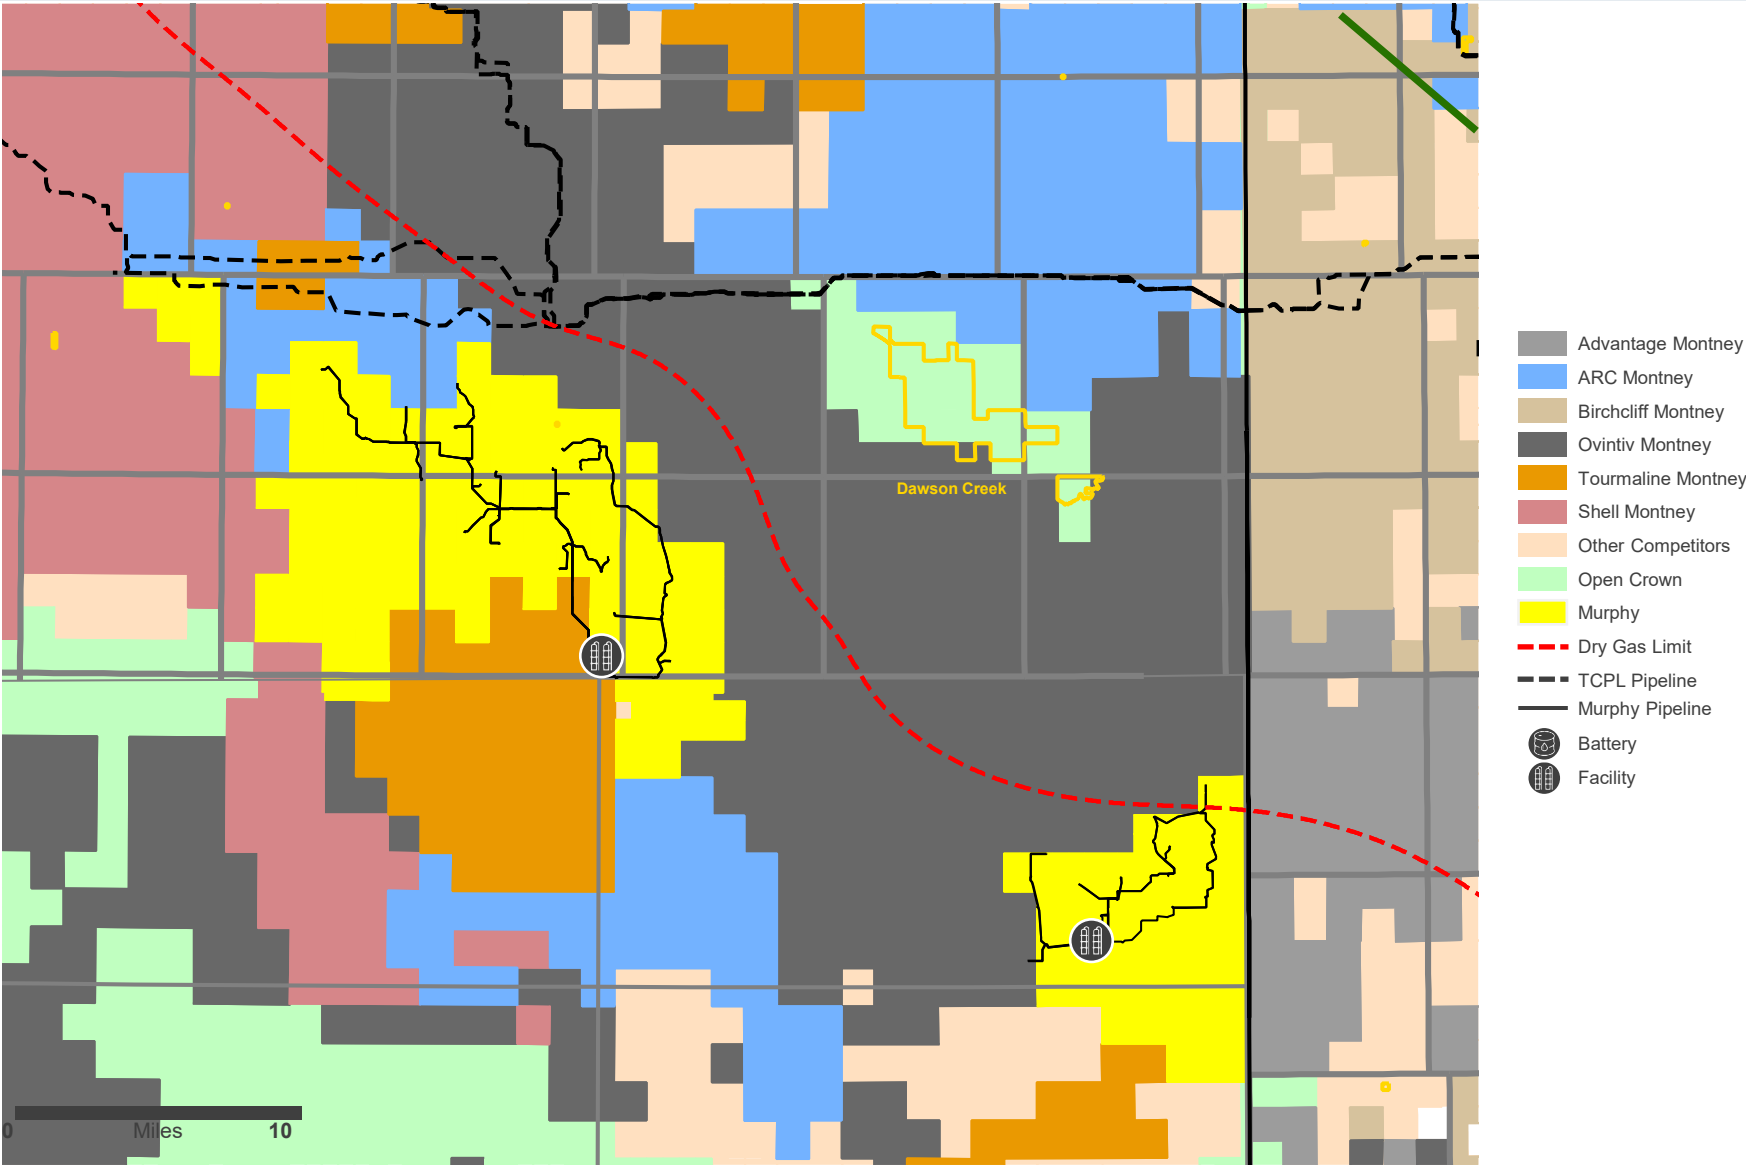 Dawson Creek
0 Miles 10
Advantage Montney
ARC Montney
Birchcliff Montney
Ovintiv Montney
Tourmaline Montney
Shell Montney
Other Competitors
Open Crown
Murphy
Dry Gas Limit
TCPL Pipeline
Murphy Pipeline
Battery
Facility